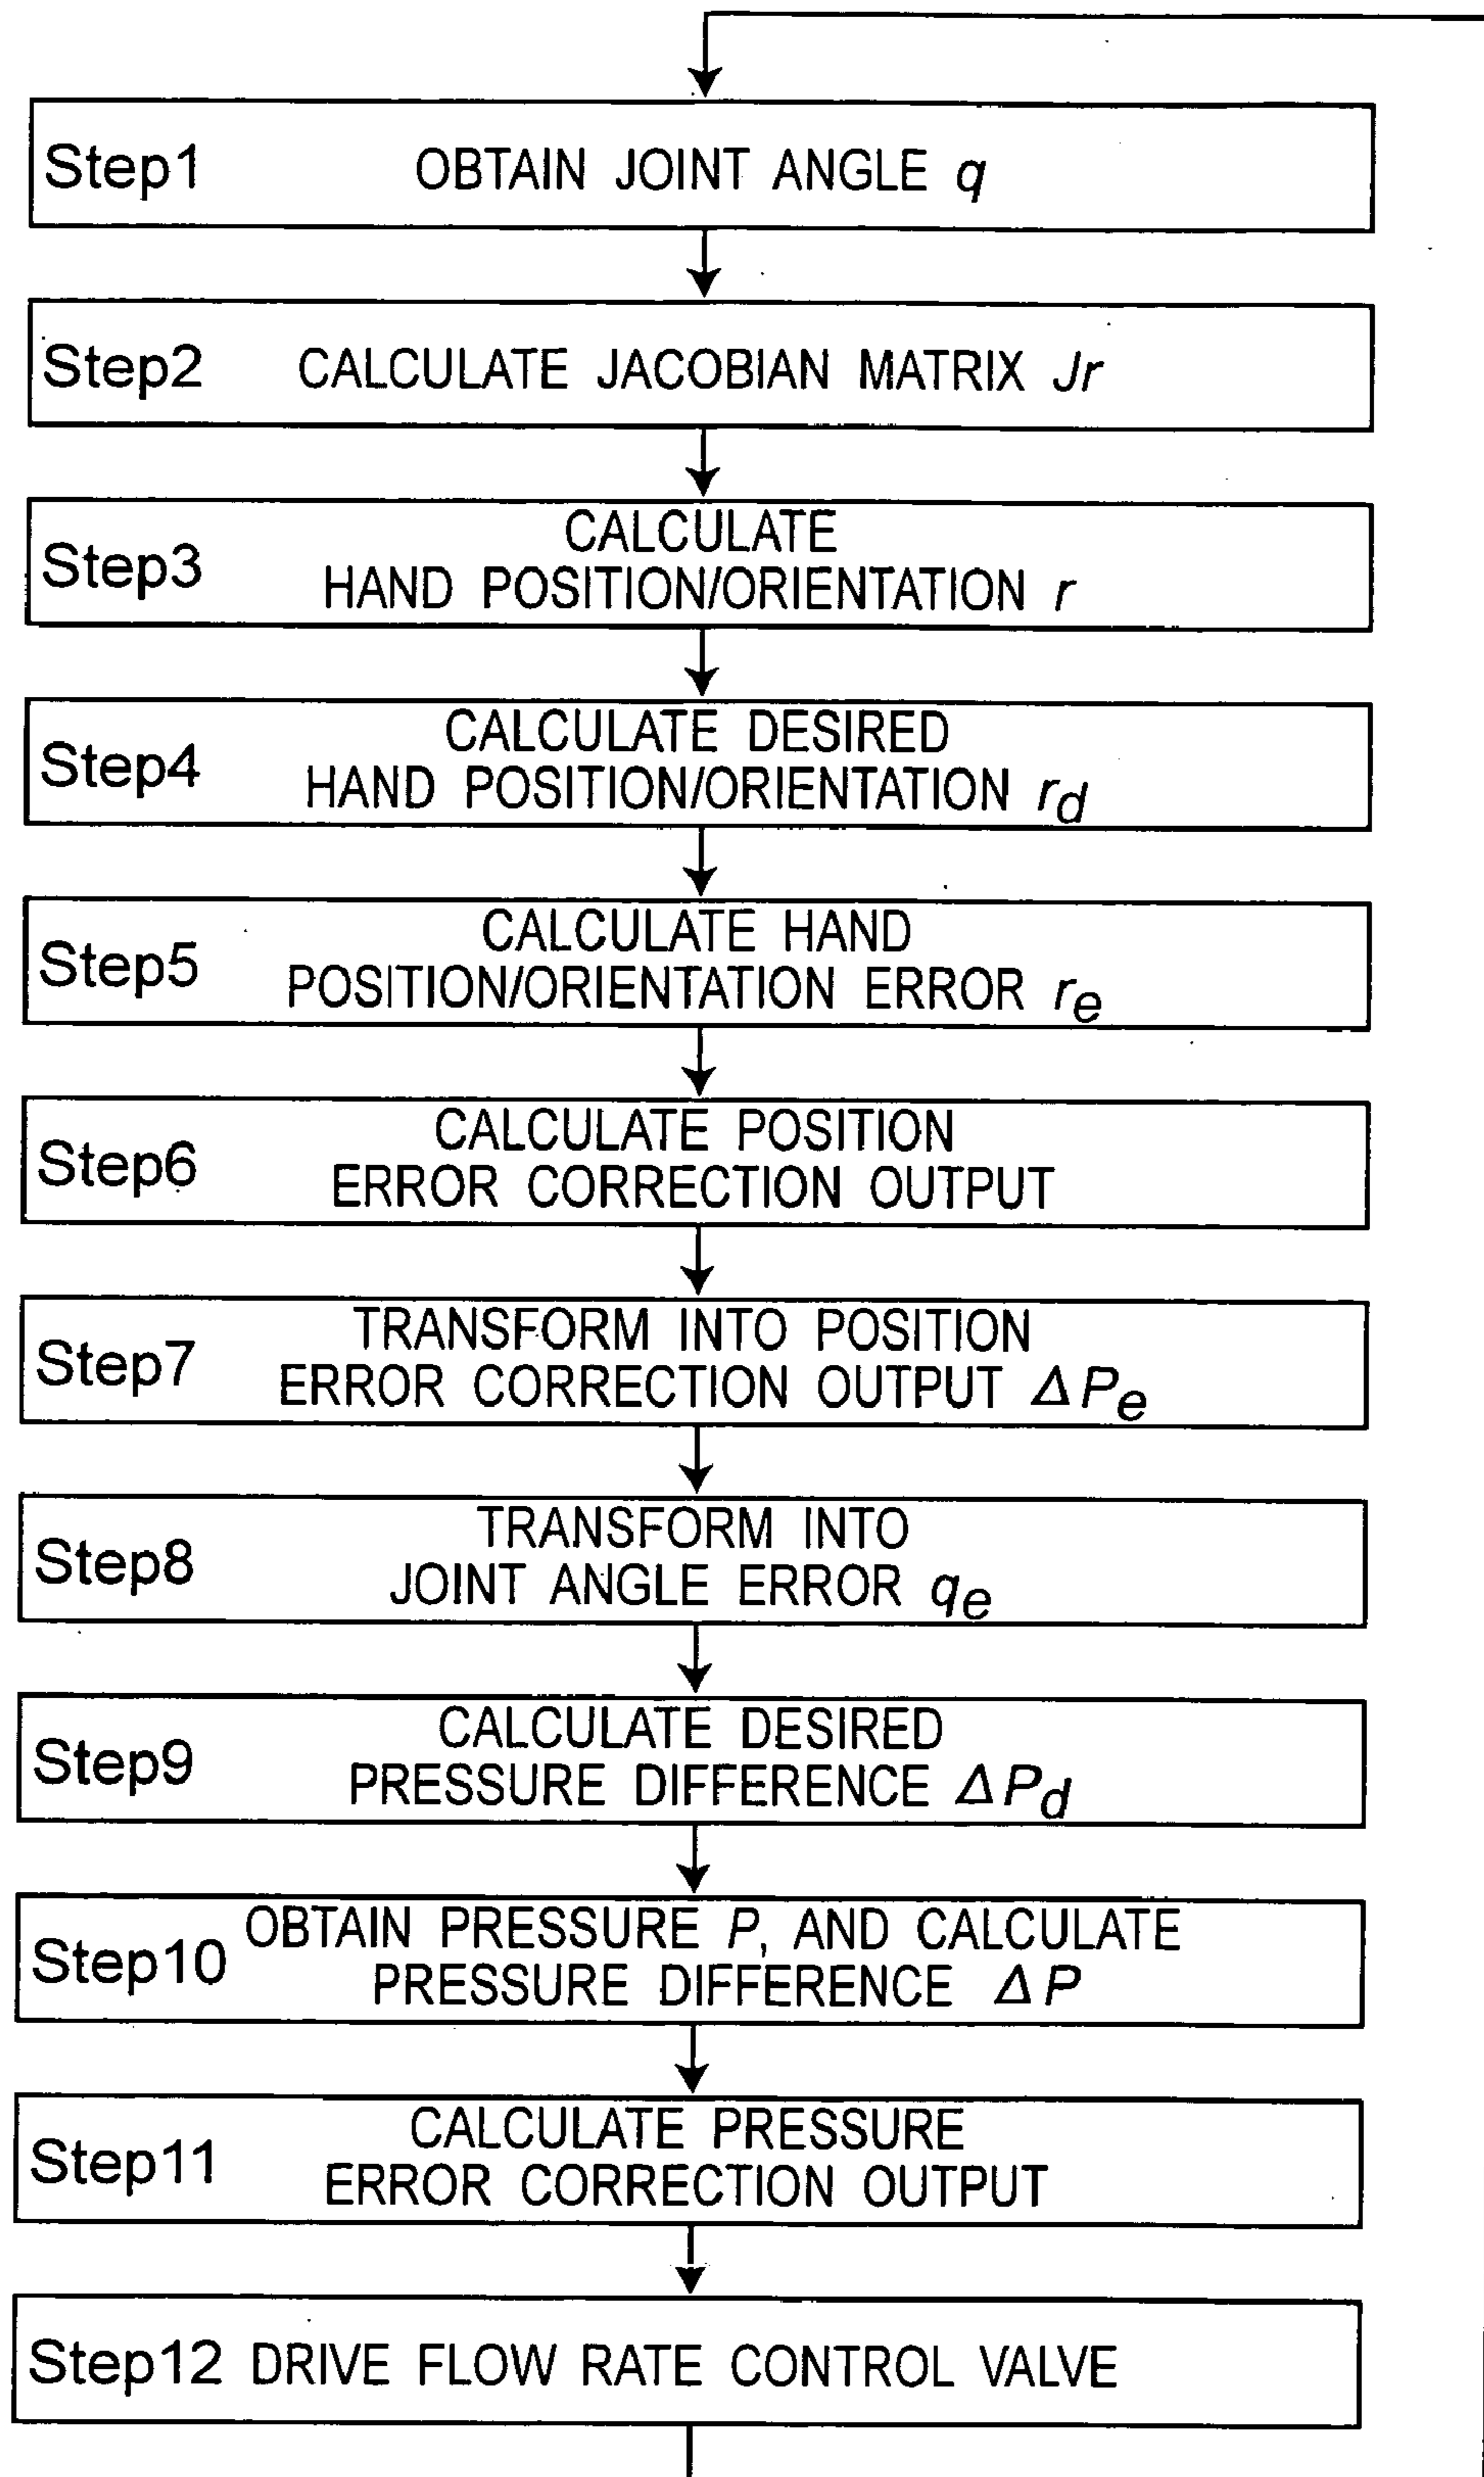 Step1 OBTAIN JOINT ANGLE q
Step2 CALCULATE JACOBIAN MATRIX Jr
Step3 CALCULATE
HAND POSITION/ORIENTATION r
Step4 CALCULATE DESIRED
HAND POSITION/ORIENTATION rd
Step5 CALCULATE HAND
POSITION/ORIENTATION ERROR re
Step6 CALCULATE POSITION
ERROR CORRECTION OUTPUT
Step7 TRANSFORM INTO POSITION
ERROR CORRECTION OUTPUT ΔPe
Step8 TRANSFORM INTO
JOINT ANGLE ERROR qe
Step9 CALCULATE DESIRED
PRESSURE DIFFERENCE ΔPd
Step10 OBTAIN PRESSURE P, AND CALCULATE
PRESSURE DIFFERENCE ΔP
Step11 CALCULATE PRESSURE
ERROR CORRECTION OUTPUT
Step12 DRIVE FLOW RATE CONTROL VALVE